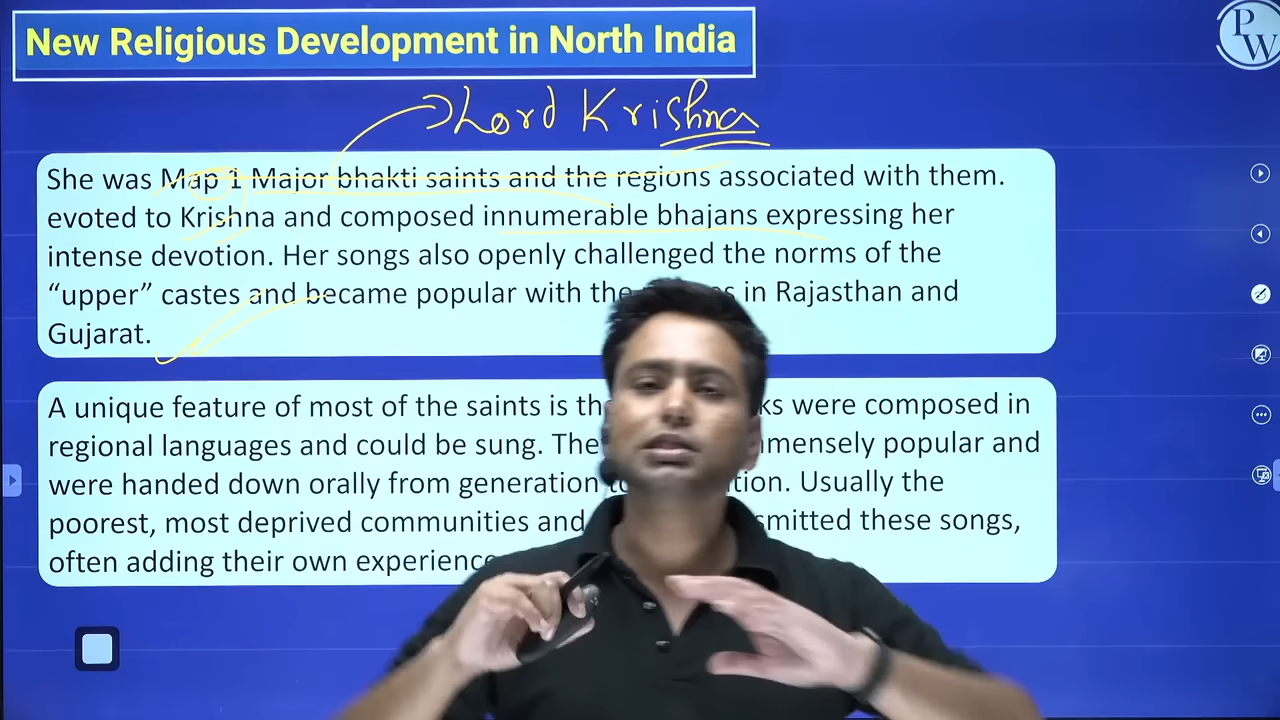 New Religious Development in North India
PW
Lord Krishna
She was Map 1 Major bhakti saints and the regions associated with them.
evoted to Krishna and composed innumerable bhajans expressing her
intense devotion. Her songs also openly challenged the norms of the
“upper” castes and became popular with the in Rajasthan and
Gujarat.
A unique feature of most of the saints is ks were composed in
regional languages and could be sung. mmensely popular and
were handed down orally from generation tion. Usually the
poorest, most deprived communities and smitted these songs,
often adding their own experience